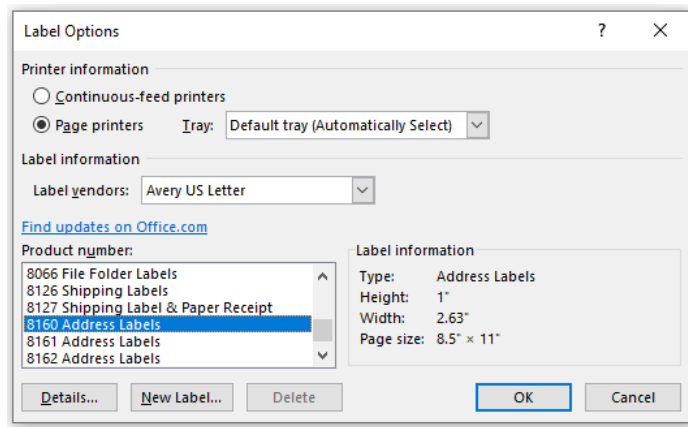 Label Options
Printer information
Continuous-feed printers
Page printers Tray: Default tray (Automatically Select)
Label information
Label vendors: Avery US Letter
Find updates on Office.com
Product number:
8066 File Folder Labels
8126 Shipping Labels
8127 Shipping Label & Paper Receipt
8160 Address Labels
8161 Address Labels
8162 Address Labels
Label information
Type: Address Labels
Height: 1"
Width: 2.63"
Page size: 8.5" × 11"
Details... New Label... Delete OK Cancel